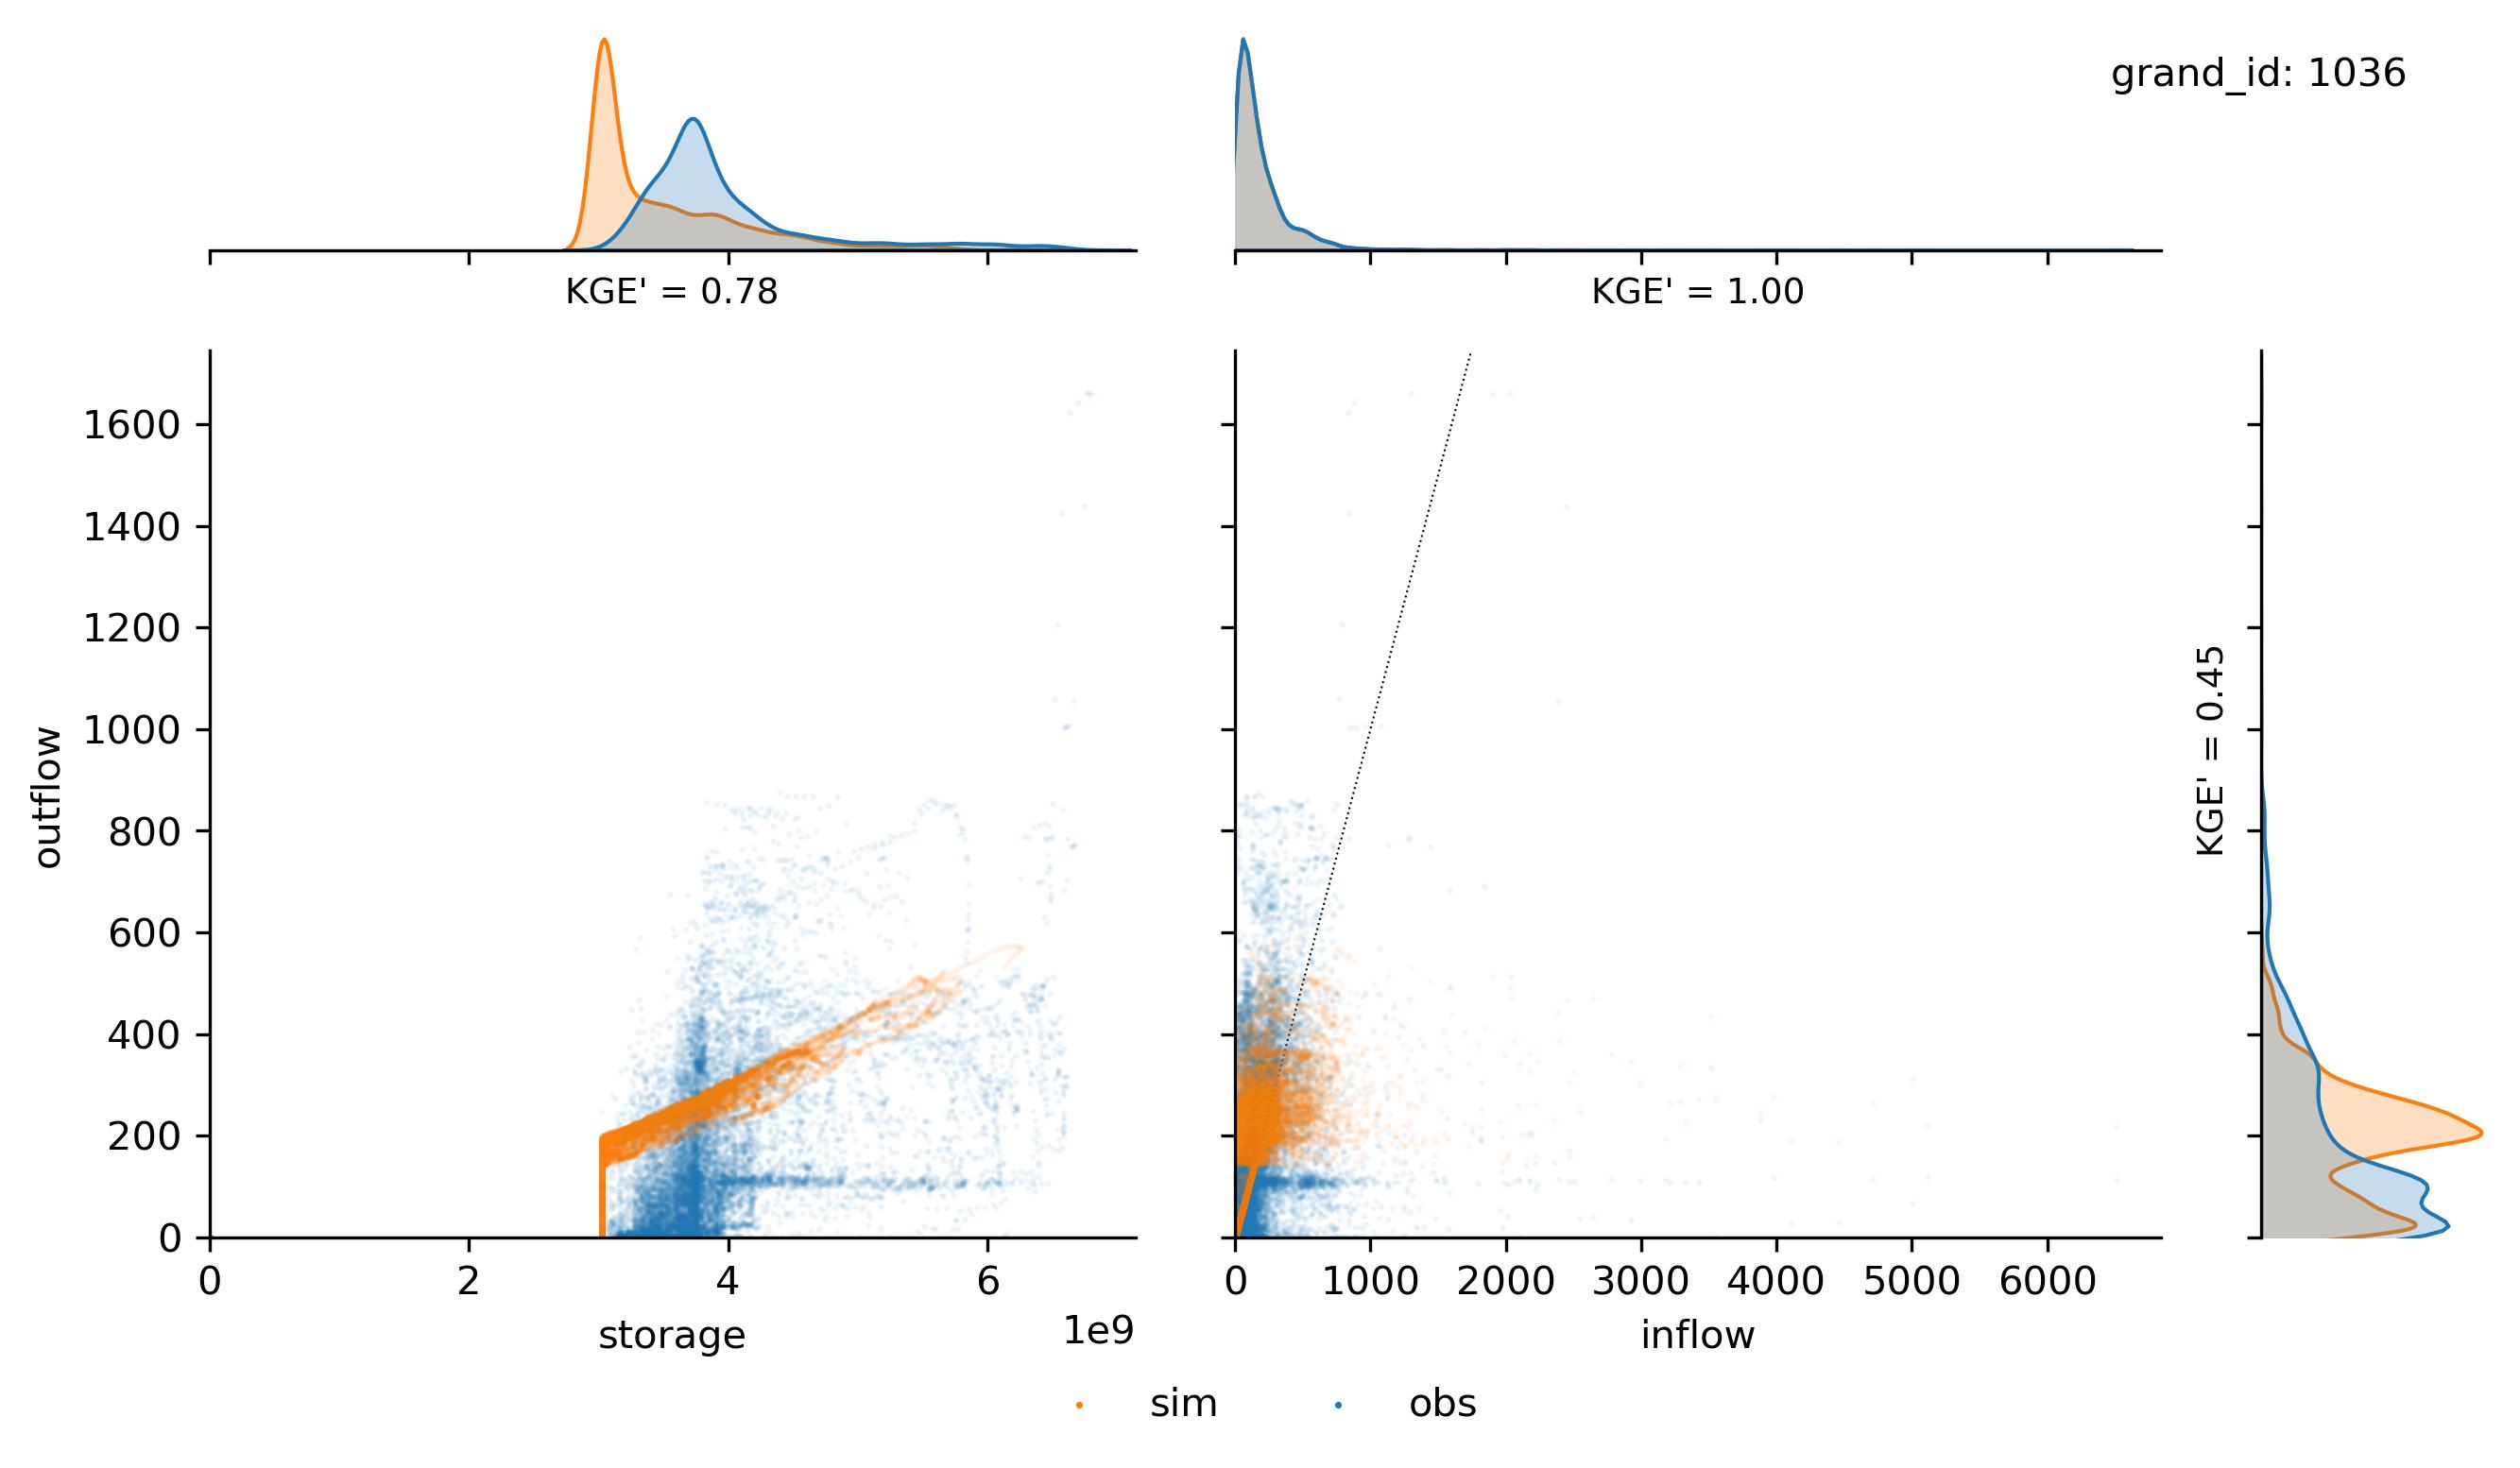 grand_id: 1036
KGE' = 0.78
KGE' = 1.00
outflow
1600
1400
1200
1000
800
600
400
200
0
KGE' = 0.45
0 2 4 6
1e9
storage
0 1000 2000 3000 4000 5000 6000
inflow
sim obs